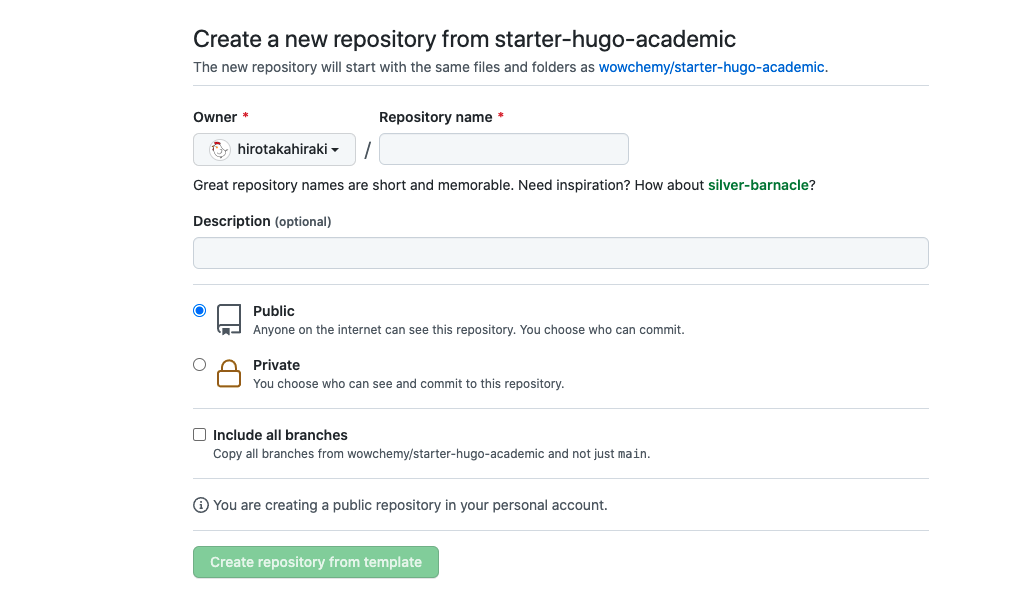 Create a new repository from starter-hugo-academic
The new repository will start with the same files and folders as wowchemy/starter-hugo-academic.
Owner * Repository name *
hirotakahiraki /
Great repository names are short and memorable. Need inspiration? How about silver-barnacle?
Description (optional)
Public
Anyone on the internet can see this repository. You choose who can commit.
Private
You choose who can see and commit to this repository.
Include all branches
Copy all branches from wowchemy/starter-hugo-academic and not just main.
You are creating a public repository in your personal account.
Create repository from template